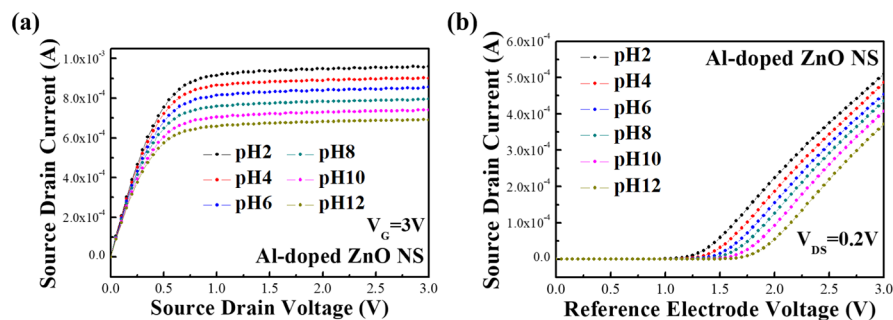 (a)
1.0x10⁻³
8.0x10⁻⁴
6.0x10⁻⁴
4.0x10⁻⁴
2.0x10⁻⁴
0.0
Source Drain Current (A)
pH2
pH4
pH6
pH8
pH10
pH12
V_G=3V
Al-doped ZnO NS
0.0 0.5 1.0 1.5 2.0 2.5 3.0
Source Drain Voltage (V)
(b)
6.0x10⁻⁴
5.0x10⁻⁴
4.0x10⁻⁴
3.0x10⁻⁴
2.0x10⁻⁴
1.0x10⁻⁴
0.0
Source Drain Current (A)
Al-doped ZnO NS
pH2
pH4
pH6
pH8
pH10
pH12
V_DS=0.2V
0.0 0.5 1.0 1.5 2.0 2.5 3.0
Reference Electrode Voltage (V)